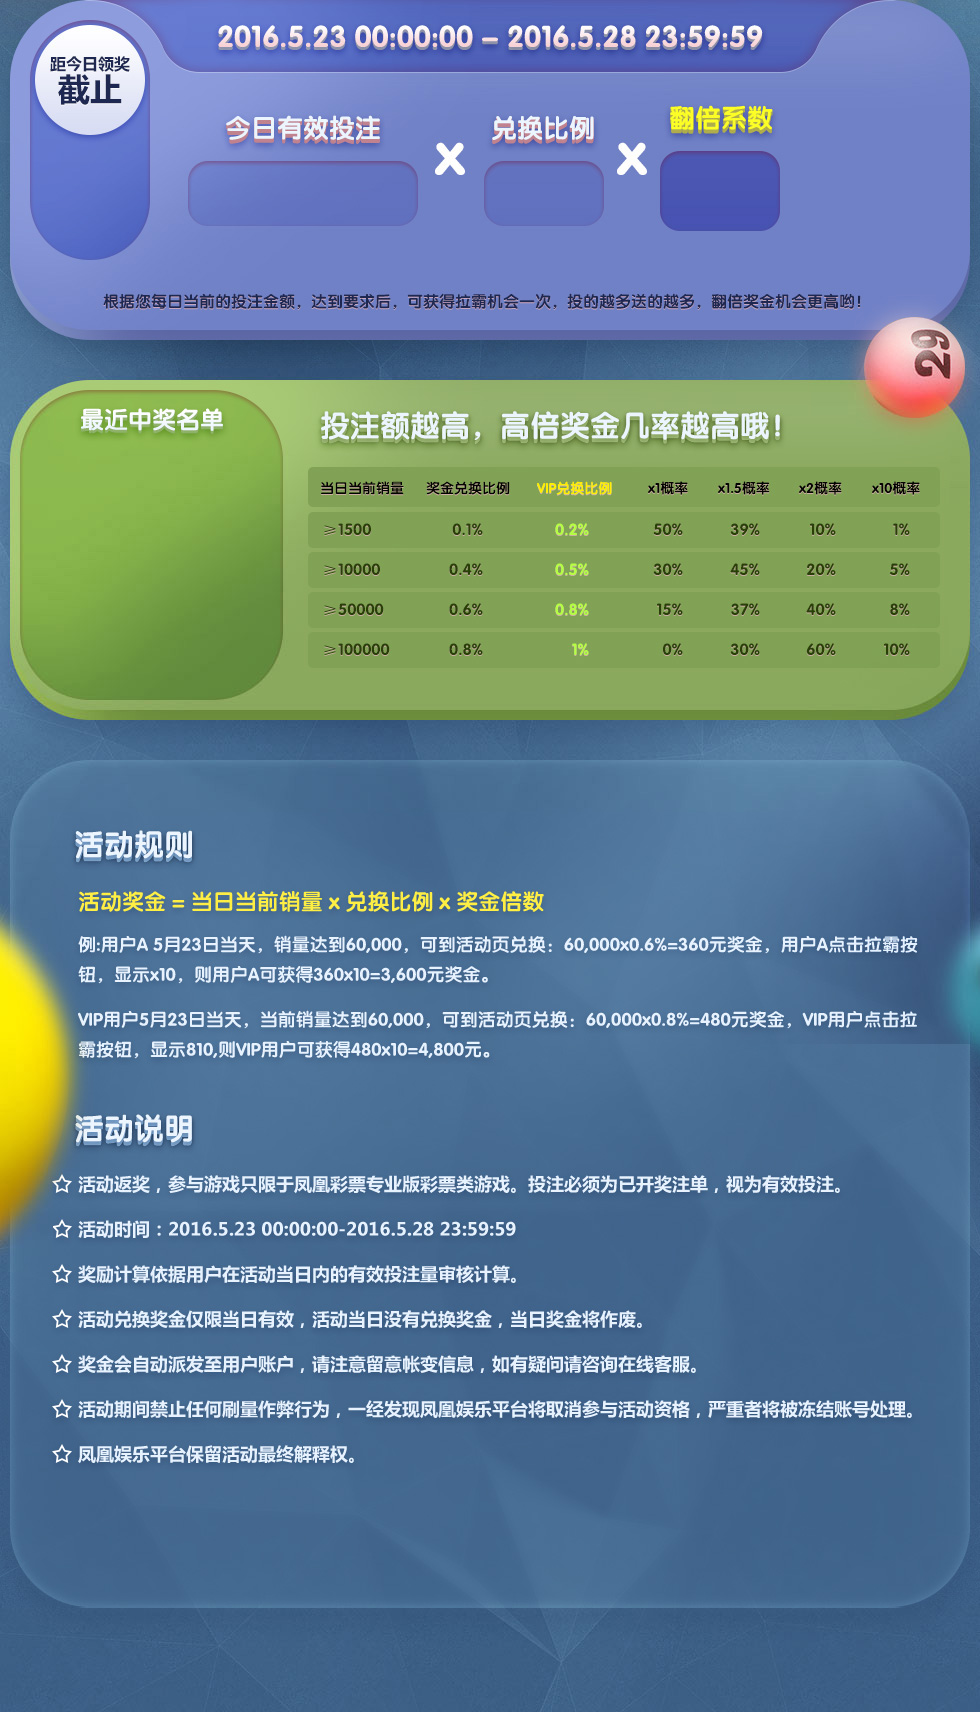 2016.5.23 00:00:00 – 2016.5.28 23:59:59
距今日领奖
截止
今日有效投注 x 兑换比例 x 翻倍系数
根据您每日当前的投注金额，达到要求后，可获得拉霸机会一次，投的越多送的越多，翻倍奖金机会更高哟！
29
最近中奖名单
投注额越高，高倍奖金几率越高哦！
当日当前销量 奖金兑换比例 VIP兑换比例 x1概率 x1.5概率 x2概率 x10概率
≥1500 0.1% 0.2% 50% 39% 10% 1%
≥10000 0.4% 0.5% 30% 45% 20% 5%
≥50000 0.6% 0.8% 15% 37% 40% 8%
≥100000 0.8% 1% 0% 30% 60% 10%
活动规则
活动奖金 = 当日当前销量 x 兑换比例 x 奖金倍数
例:用户A 5月23日当天，销量达到60,000，可到活动页兑换：60,000x0.6%=360元奖金，用户A点击拉霸按
钮，显示x10，则用户A可获得360x10=3,600元奖金。
VIP用户5月23日当天，当前销量达到60,000，可到活动页兑换：60,000x0.8%=480元奖金，VIP用户点击拉
霸按钮，显示810,则VIP用户可获得480x10=4,800元。
活动说明
☆ 活动返奖，参与游戏只限于凤凰彩票专业版彩票类游戏。投注必须为已开奖注单，视为有效投注。
☆ 活动时间：2016.5.23 00:00:00-2016.5.28 23:59:59
☆ 奖励计算依据用户在活动当日内的有效投注量审核计算。
☆ 活动兑换奖金仅限当日有效，活动当日没有兑换奖金，当日奖金将作废。
☆ 奖金会自动派发至用户账户，请注意留意帐变信息，如有疑问请咨询在线客服。
☆ 活动期间禁止任何刷量作弊行为，一经发现凤凰娱乐平台将取消参与活动资格，严重者将被冻结账号处理。
☆ 凤凰娱乐平台保留活动最终解释权。